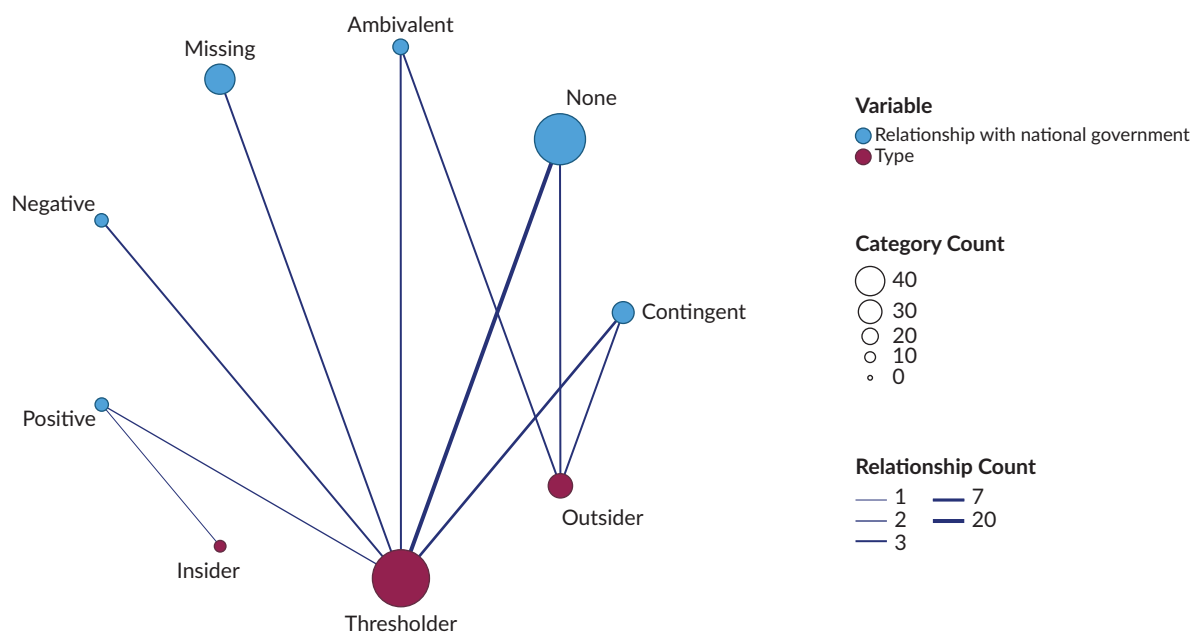 Ambivalent
Missing
None
Negative
Contingent
Positive
Outsider
Insider
Thresholder
Variable
Relationship with national government
Type
Category Count
40
30
20
10
0
Relationship Count
1 7
2 20
3